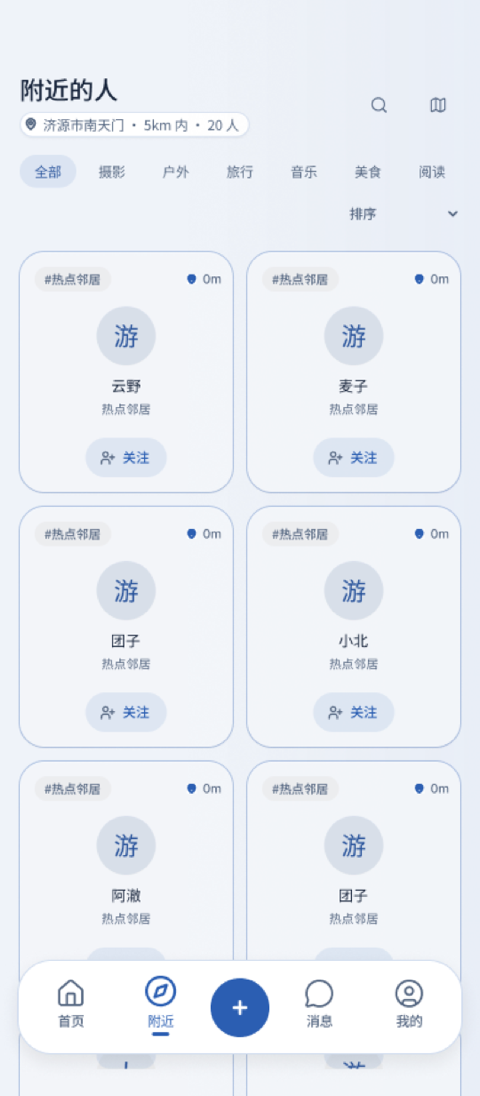 附近的人
济源市南天门 • 5km 内 • 20 人
全部 摄影 户外 旅行 音乐 美食 阅读
排序
#热点邻居 0m #热点邻居 0m
游 游
云野 麦子
热点邻居 热点邻居
关注 关注
#热点邻居 0m #热点邻居 0m
游 游
团子 小北
热点邻居 热点邻居
关注 关注
#热点邻居 0m #热点邻居 0m
游 游
阿澈 团子
热点邻居 热点邻居
首页 附近 消息 我的